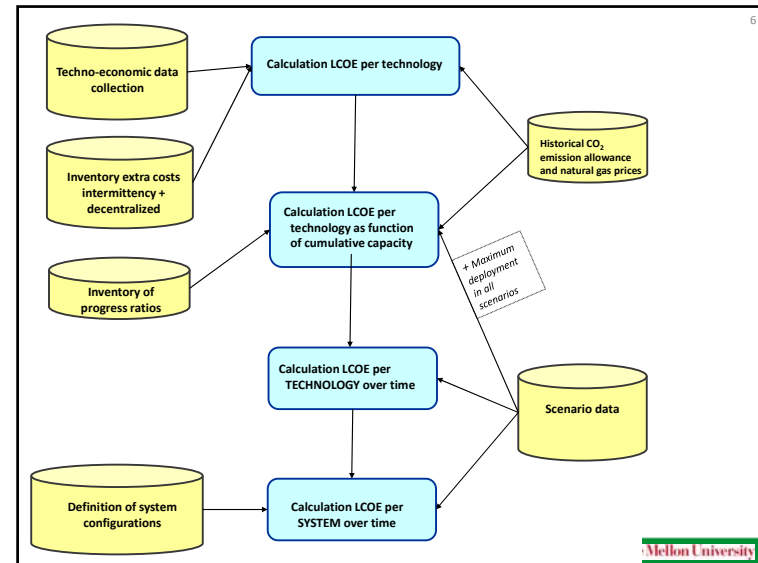 6
Techno-economic data
collection
Calculation LCOE per technology
Historical CO₂
emission allowance
and natural gas prices
Inventory extra costs
intermittency +
decentralized
Calculation LCOE per
technology as function
of cumulative capacity
+ Maximum
deployment
in all
scenarios
Inventory of
progress ratios
Calculation LCOE per
TECHNOLOGY over time
Scenario data
Definition of system
configurations
Calculation LCOE per
SYSTEM over time
Mellon University